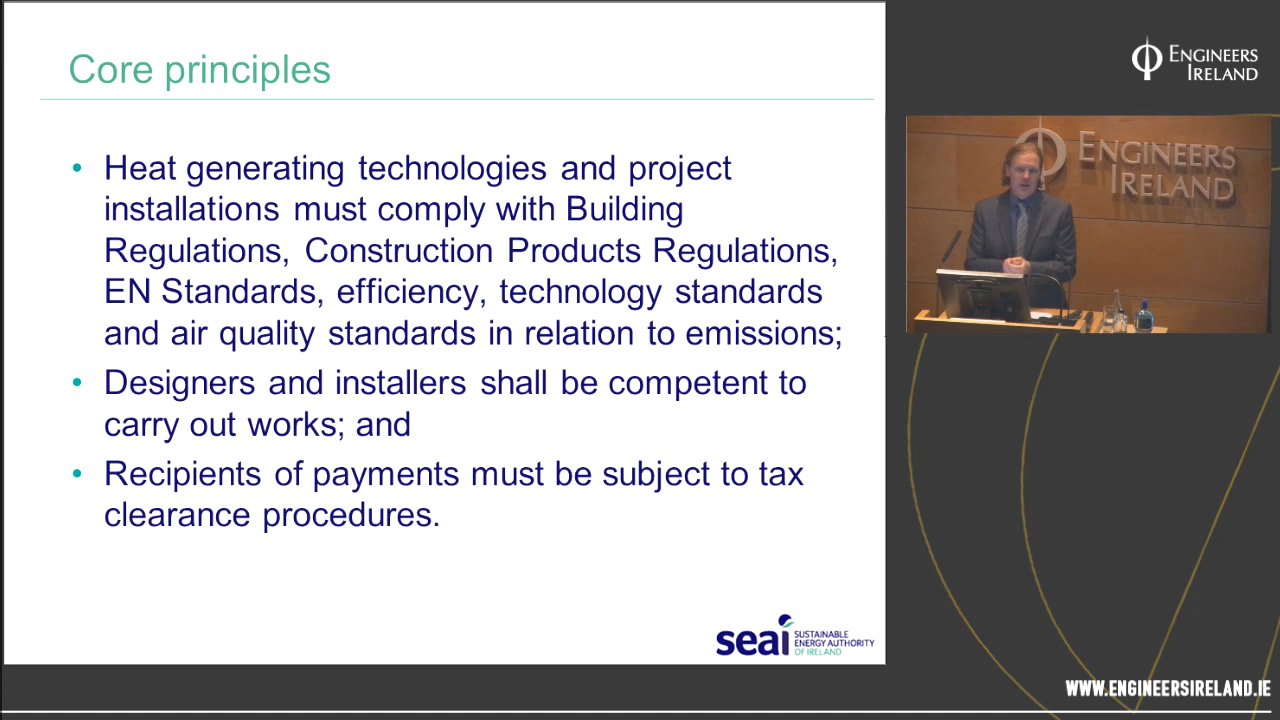 Core principles
• Heat generating technologies and project
installations must comply with Building
Regulations, Construction Products Regulations,
EN Standards, efficiency, technology standards
and air quality standards in relation to emissions;
• Designers and installers shall be competent to
carry out works; and
• Recipients of payments must be subject to tax
clearance procedures.
seai SUSTAINABLE
ENERGY AUTHORITY
OF IRELAND
ENGINEERS
IRELAND
ENGINEERS
IRELAND
WWW.ENGINEERSIRELAND.IE